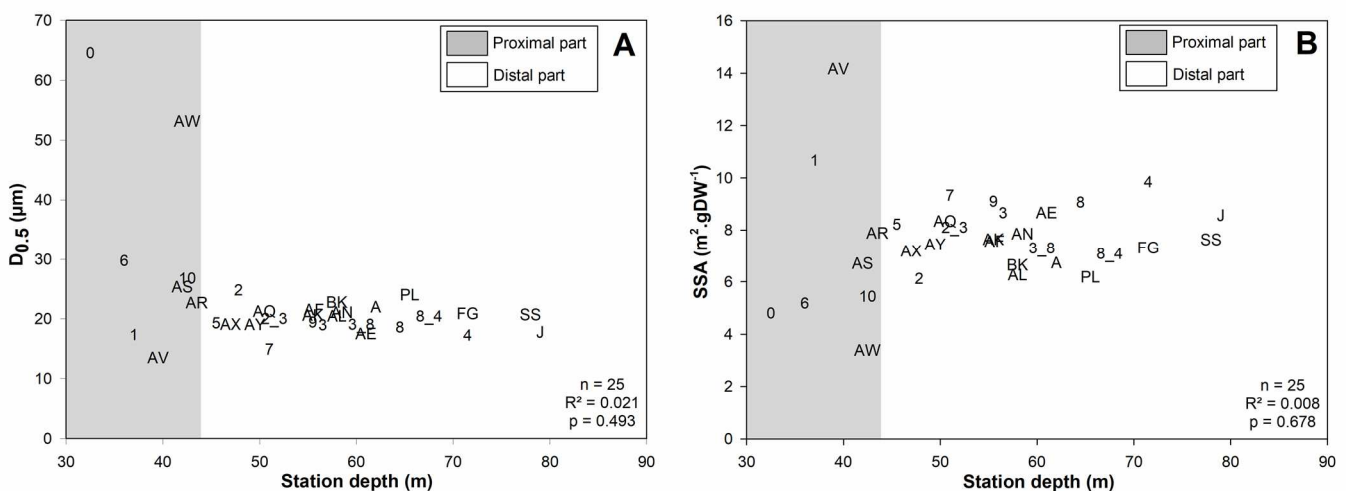 A
Proximal part
Distal part
D0.5 (µm)
70
60
50
40
30
20
10
0
0
AW
6
10
AS
AR
1
AV
2
5
AX
AY
AQ
2_3
7
9
3
AK
BK
AL
AN
3_8
A
AE
PL
8
8_4
FG
4
SS
J
n = 25
R² = 0.021
p = 0.493
30 40 50 60 70 80 90
Station depth (m)
B
Proximal part
Distal part
SSA (m².gDW⁻¹)
16
14
12
10
8
6
4
2
0
AV
1
0
6
AR
AS
10
AW
5
7
AQ
2_3
AY
AX
2
9
3
AK
AN
AE
BK
AL
3_8
A
8
PL
8_4
4
FG
J
SS
n = 25
R² = 0.008
p = 0.678
30 40 50 60 70 80 90
Station depth (m)